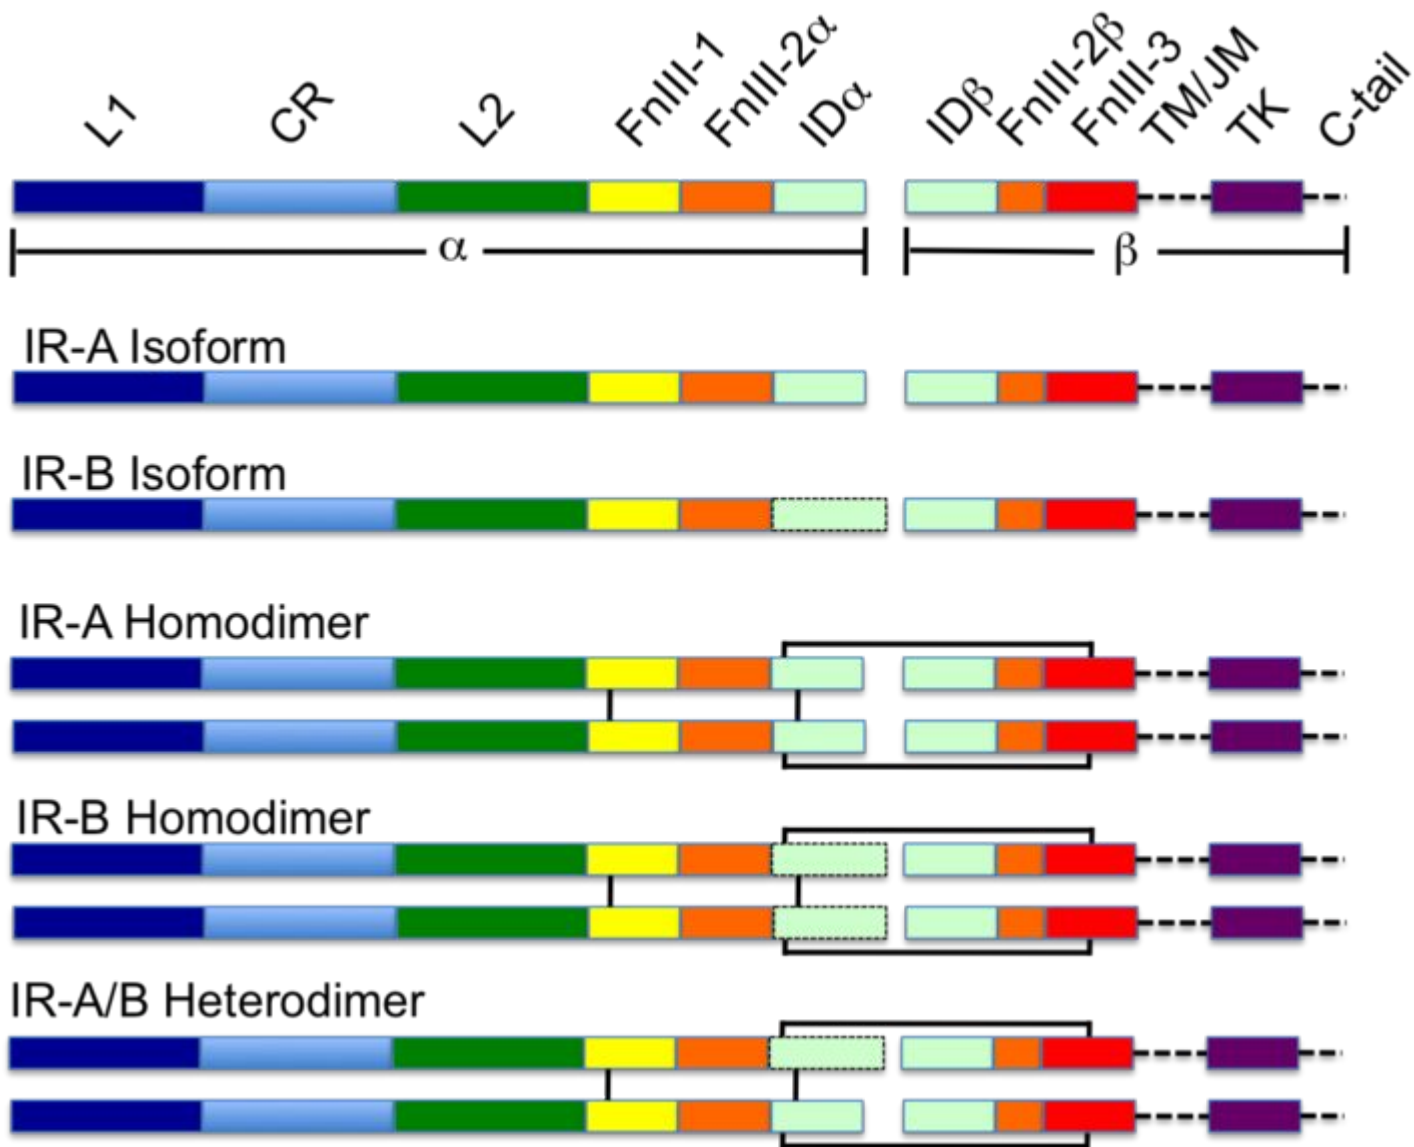 L1 CR L2 FnIII-1 FnIII-2α IDα IDβ FnIII-2β FnIII-3 TM/JM TK C-tail
α β
IR-A Isoform
IR-B Isoform
IR-A Homodimer
IR-B Homodimer
IR-A/B Heterodimer